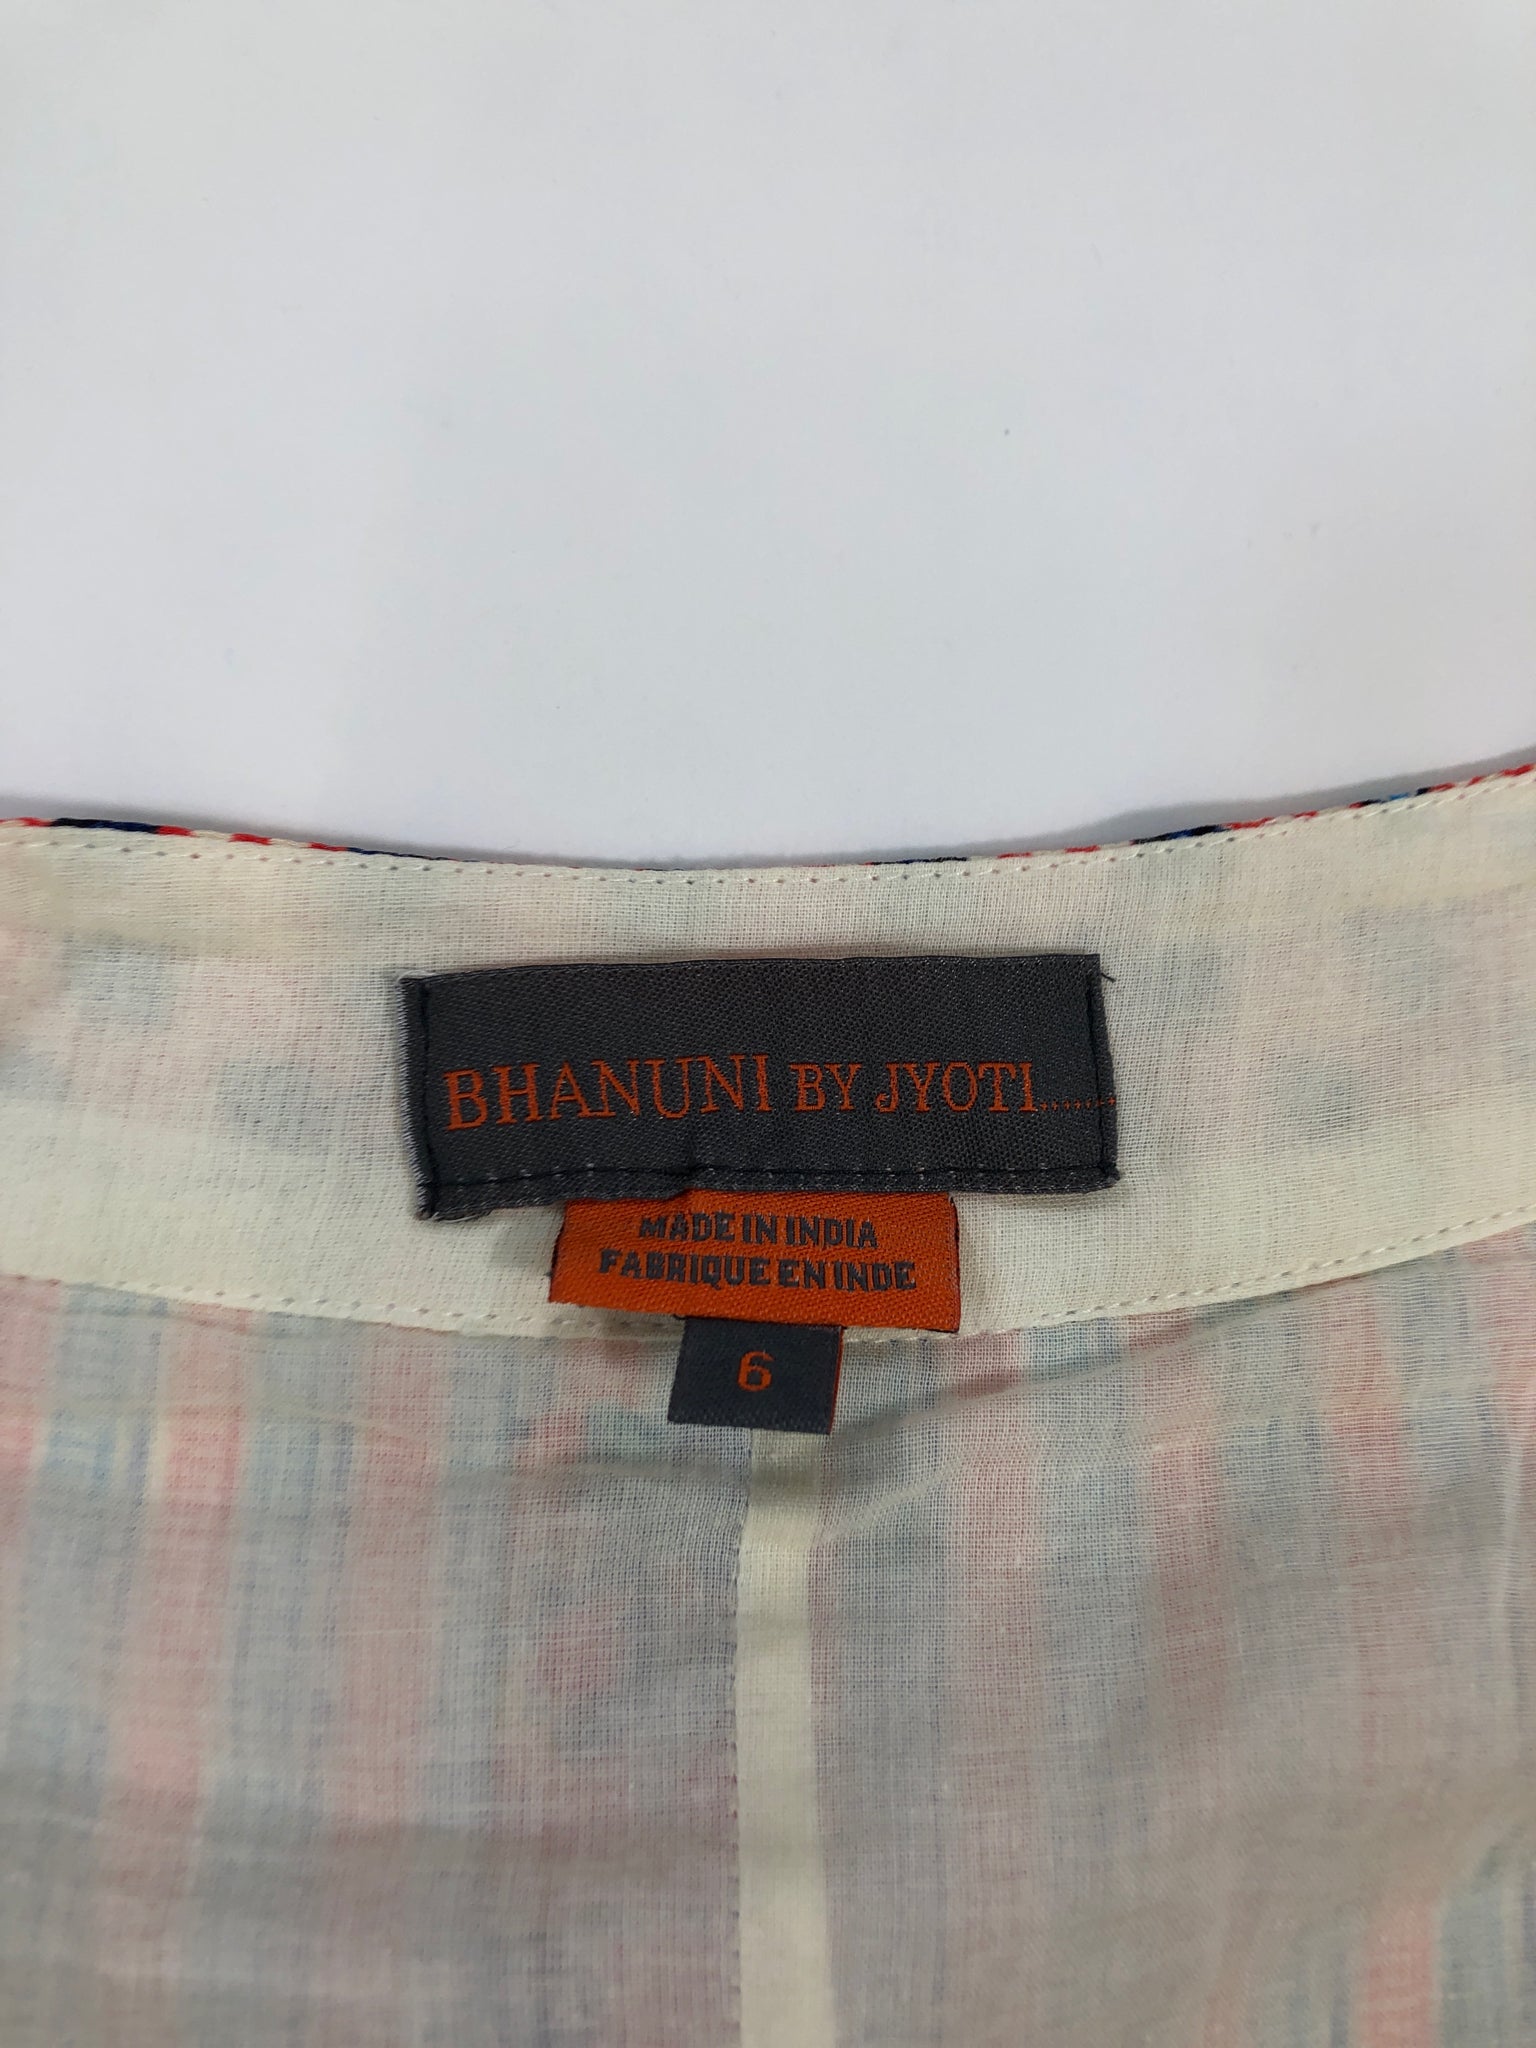 BHANUNI BY JYOTI.......
MADE IN INDIA
FABRIQUE EN INDE
6